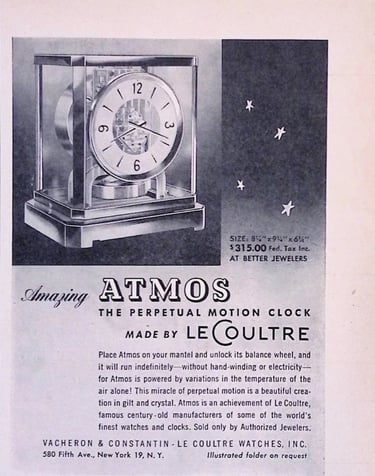 12
3
6
9
SIZE: 8¼"x9¼"x6½"
$315.00 Fed. Tax Inc.
AT BETTER JEWELERS
Amazing ATMOS
THE PERPETUAL MOTION CLOCK
MADE BY LECOULTRE
Place Atmos on your mantel and unlock its balance wheel, and
it will run indefinitely—without hand-winding or electricity—
for Atmos is powered by variations in the temperature of the
air alone! This miracle of perpetual motion is a beautiful crea-
tion in gilt and crystal. Atmos is an achievement of Le Coultre,
famous century-old manufacturers of some of the world's
finest watches and clocks. Sold only by Authorized Jewelers.
VACHERON & CONSTANTIN-LE COULTRE WATCHES, INC.
580 Fifth Ave., New York 19, N. Y. Illustrated folder on request